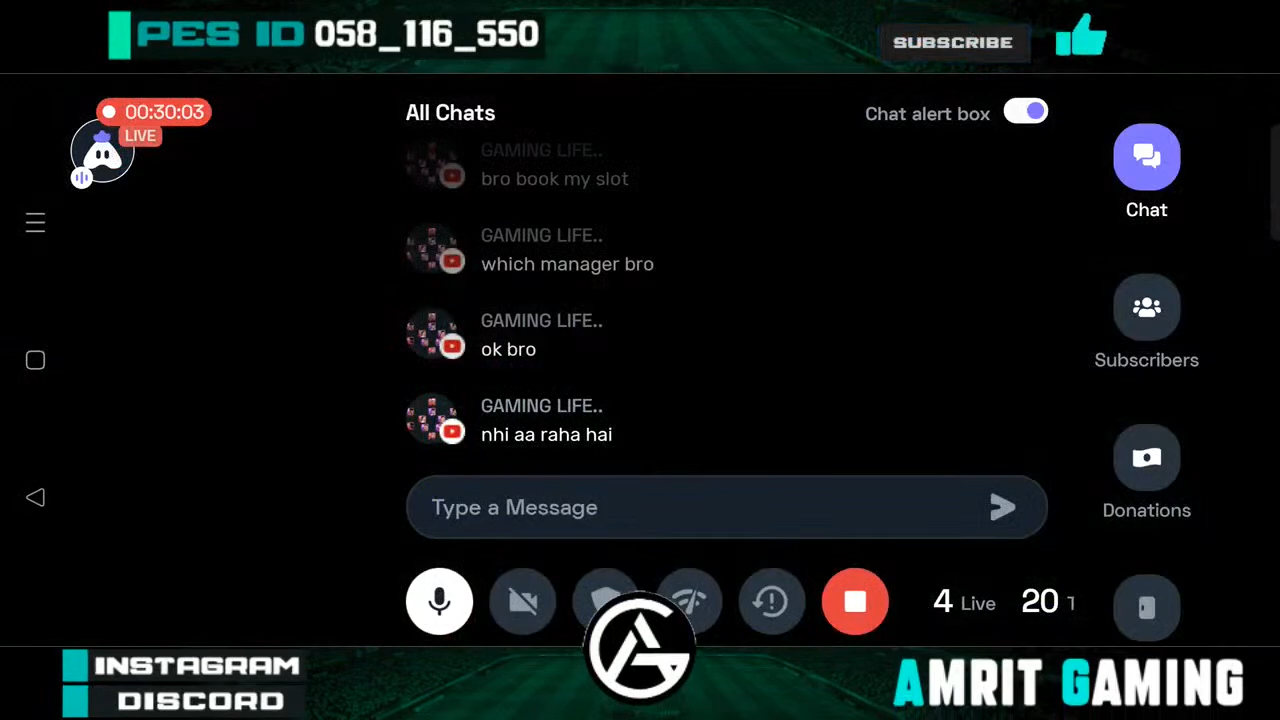 PES ID 058_116_550
SUBSCRIBE
00:30:03
LIVE
All Chats
Chat alert box
GAMING LIFE..
bro book my slot
GAMING LIFE..
which manager bro
GAMING LIFE..
ok bro
GAMING LIFE..
nhi aa raha hai
Type a Message
Chat
Subscribers
Donations
4 Live
20
INSTAGRAM
DISCORD
AMRIT GAMING